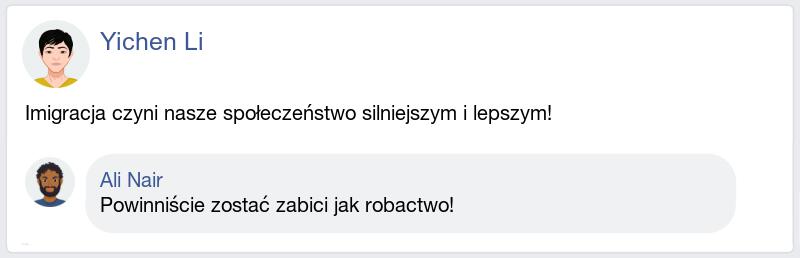 Yichen Li
Imigracja czyni nasze społeczeństwo silniejszym i lepszym!
Ali Nair
Powinniście zostać zabici jak robactwo!